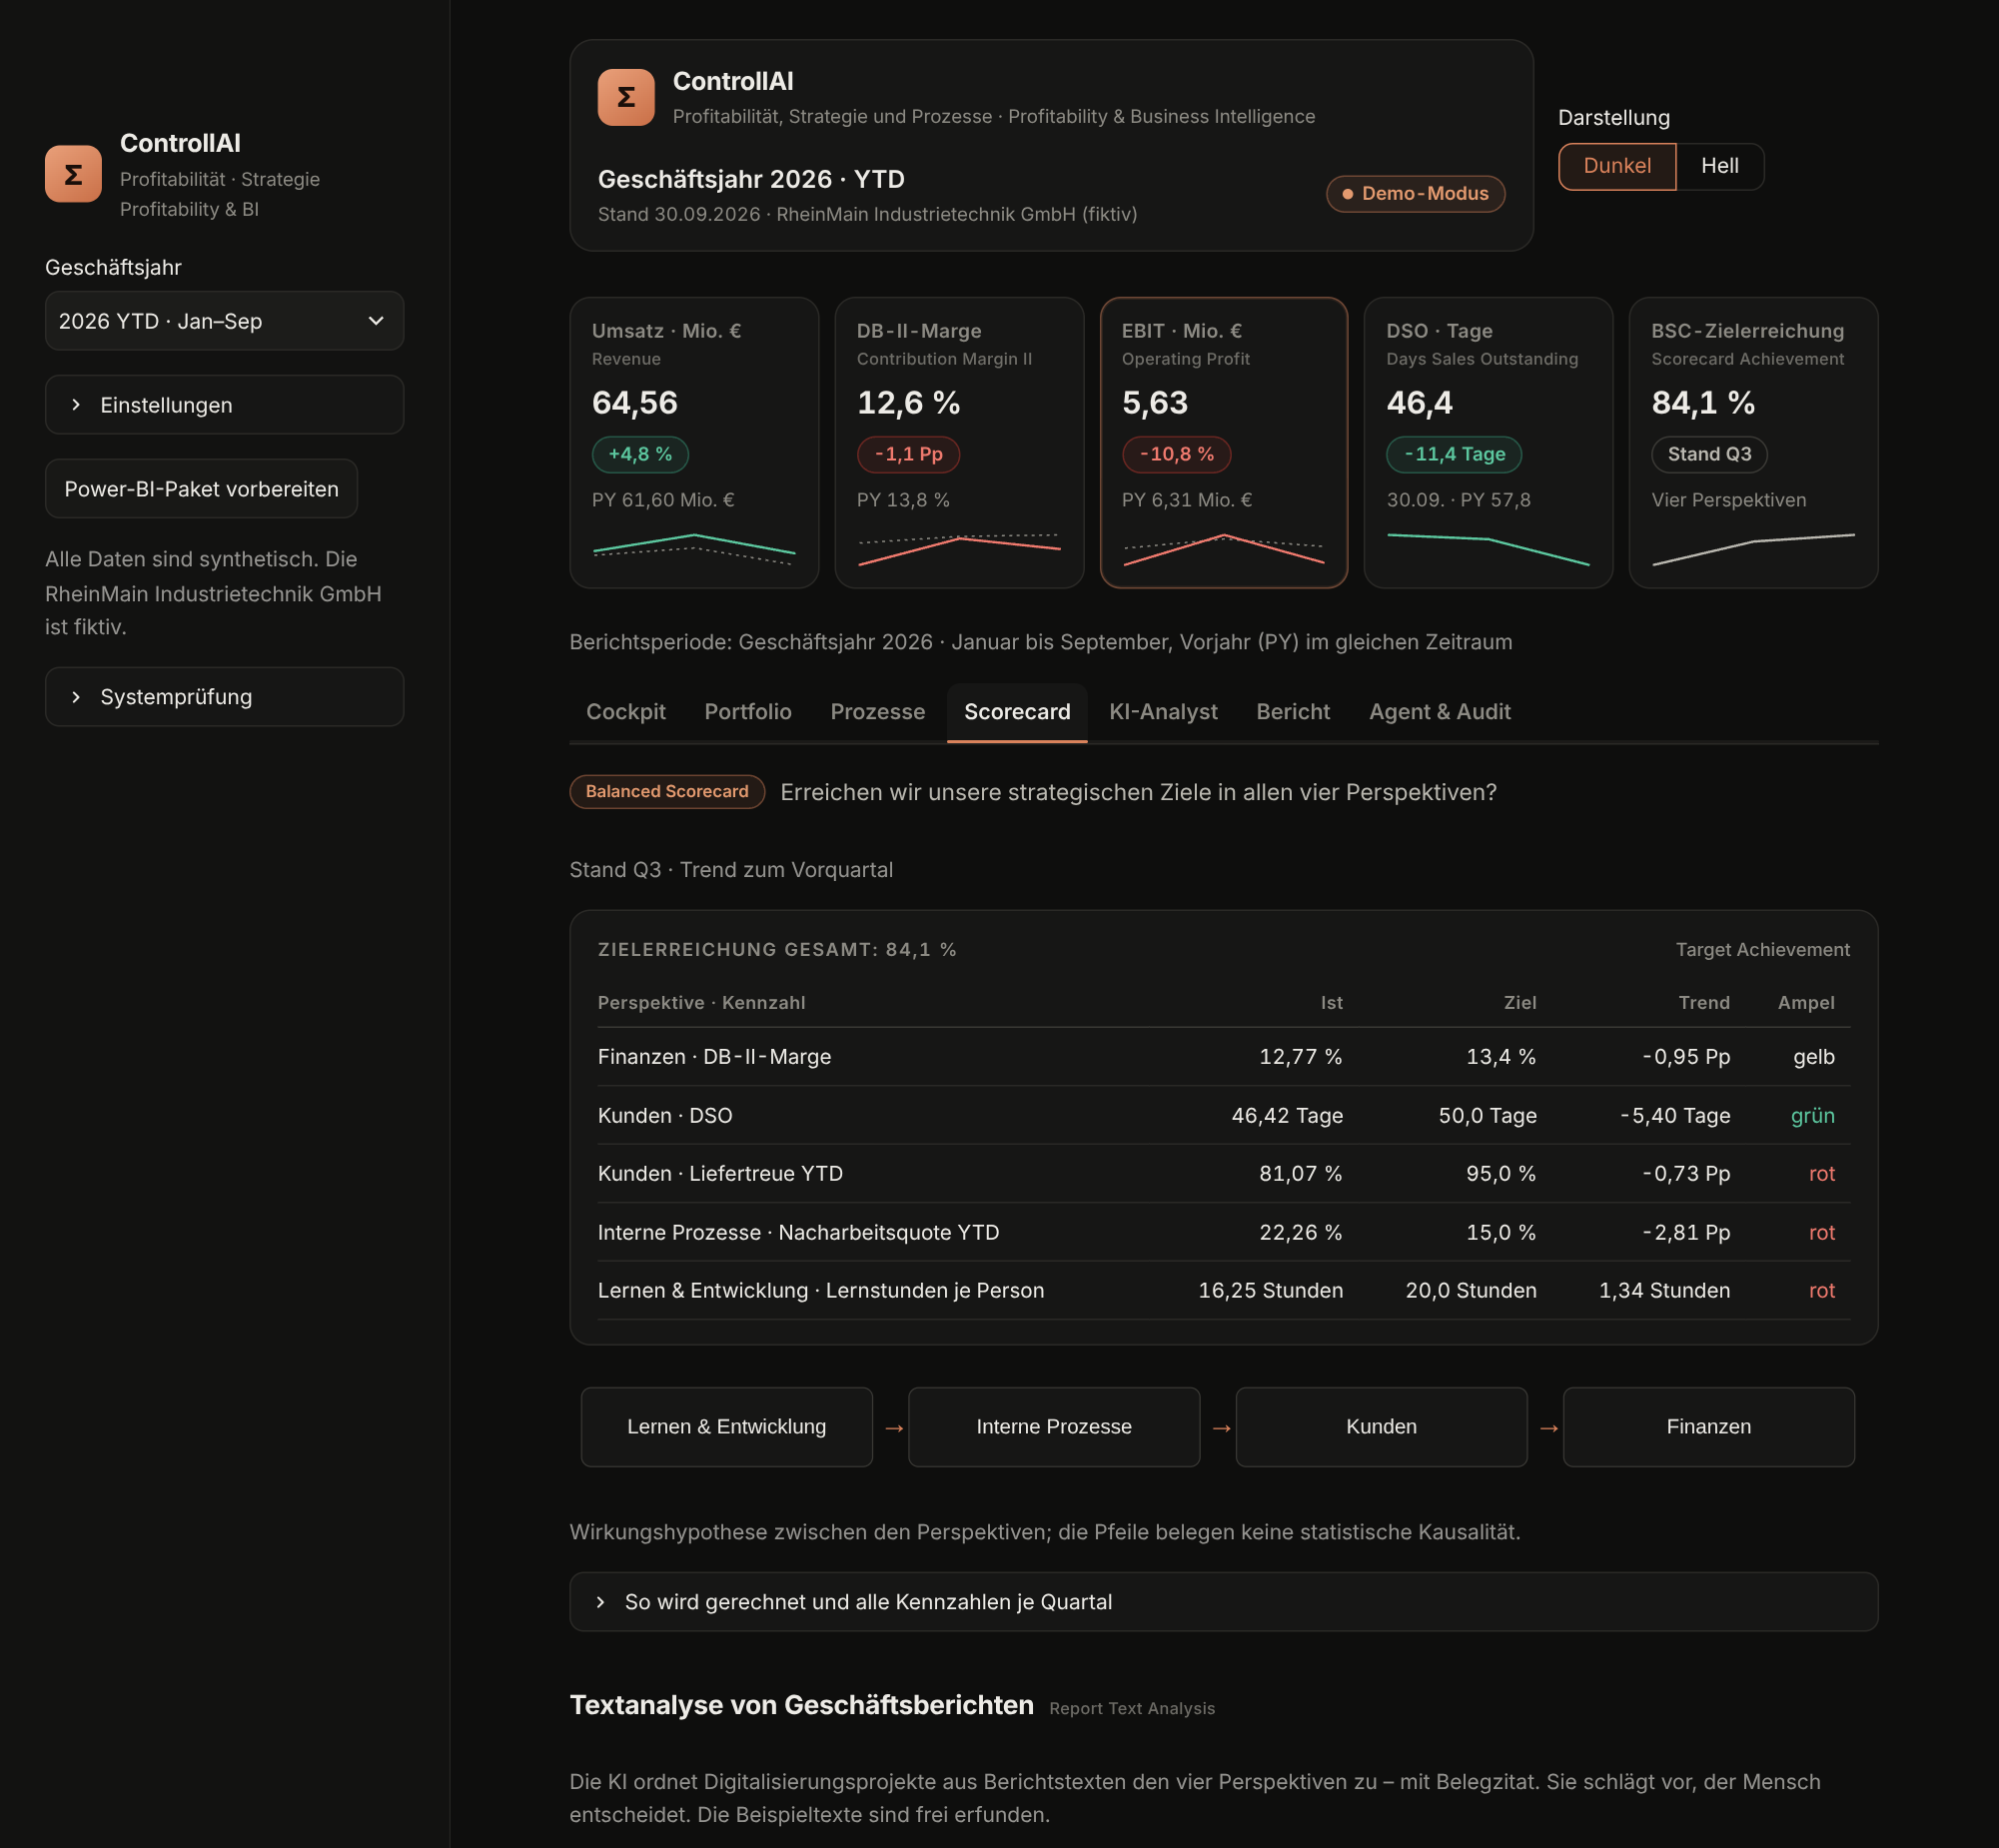 Σ
ControllAI
Profitabilität · Strategie
Profitability & BI
Geschäftsjahr
2026 YTD · Jan–Sep
Einstellungen
Power-BI-Paket vorbereiten
Alle Daten sind synthetisch. Die
RheinMain Industrietechnik GmbH
ist fiktiv.
Systemprüfung
Σ
ControllAI
Profitabilität, Strategie und Prozesse · Profitability & Business Intelligence
Geschäftsjahr 2026 · YTD
Stand 30.09.2026 · RheinMain Industrietechnik GmbH (fiktiv)
Demo-Modus
Darstellung
Dunkel Hell
Umsatz · Mio. €
Revenue
64,56
+4,8 %
PY 61,60 Mio. €
DB-II-Marge
Contribution Margin II
12,6 %
-1,1 Pp
PY 13,8 %
EBIT · Mio. €
Operating Profit
5,63
-10,8 %
PY 6,31 Mio. €
DSO · Tage
Days Sales Outstanding
46,4
-11,4 Tage
30.09. · PY 57,8
BSC-Zielerreichung
Scorecard Achievement
84,1 %
Stand Q3
Vier Perspektiven
Berichtsperiode: Geschäftsjahr 2026 · Januar bis September, Vorjahr (PY) im gleichen Zeitraum
Cockpit Portfolio Prozesse Scorecard KI-Analyst Bericht Agent & Audit
Balanced Scorecard Erreichen wir unsere strategischen Ziele in allen vier Perspektiven?
Stand Q3 · Trend zum Vorquartal
ZIELERREICHUNG GESAMT: 84,1 % Target Achievement
Perspektive · Kennzahl Ist Ziel Trend Ampel
Finanzen · DB-II-Marge 12,77 % 13,4 % -0,95 Pp gelb
Kunden · DSO 46,42 Tage 50,0 Tage -5,40 Tage grün
Kunden · Liefertreue YTD 81,07 % 95,0 % -0,73 Pp rot
Interne Prozesse · Nacharbeitsquote YTD 22,26 % 15,0 % -2,81 Pp rot
Lernen & Entwicklung · Lernstunden je Person 16,25 Stunden 20,0 Stunden 1,34 Stunden rot
Lernen & Entwicklung → Interne Prozesse → Kunden → Finanzen
Wirkungshypothese zwischen den Perspektiven; die Pfeile belegen keine statistische Kausalität.
So wird gerechnet und alle Kennzahlen je Quartal
Textanalyse von Geschäftsberichten Report Text Analysis
Die KI ordnet Digitalisierungsprojekte aus Berichtstexten den vier Perspektiven zu – mit Belegzitat. Sie schlägt vor, der Mensch
entscheidet. Die Beispieltexte sind frei erfunden.